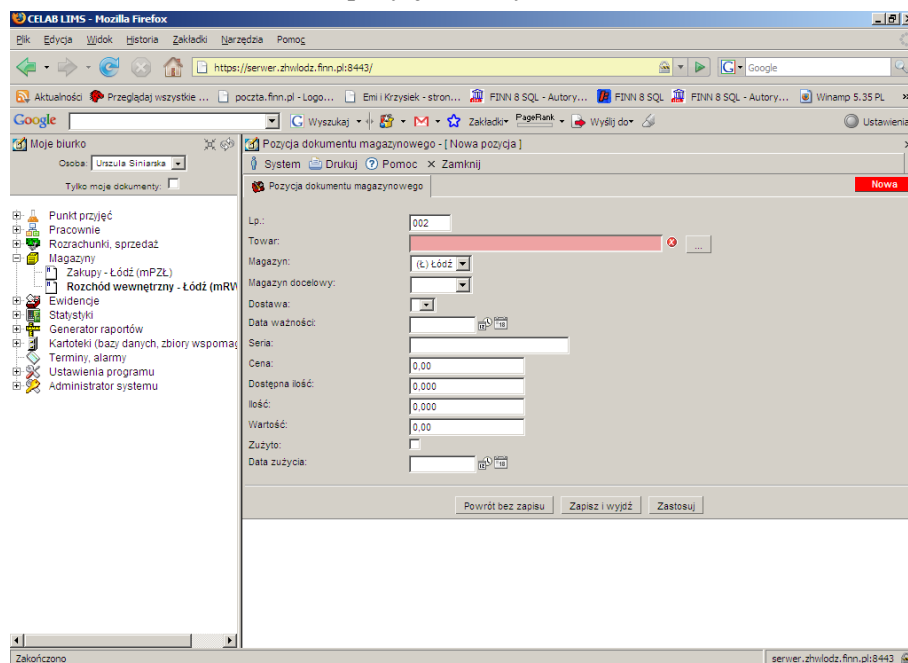 CELAB LIMS - Mozilla Firefox
Plik Edycja Widok Historia Zakładki Narzędzia Pomoc
https://serwer.zhwlodz.finn.pl:8443/
Google
Aktualności Przeglądaj wszystkie ... poczta.finn.pl - Logo... Emi i Krzysiek - stron... FINN 8 SQL - Autory... FINN 8 SQL FINN 8 SQL - Autory... Winamp 5.35 PL »
Google Wyszukaj Zakładki PageRank Wyślij do Ustawienia
Moje biurko
Osoba: Urszula Siniarska
Tylko moje dokumenty:
Punkt przyjęć
Pracownie
Rozrachunki, sprzedaż
Magazyny
Zakupy - Łódź (mPZŁ)
Rozchód wewnętrzny - Łódź (mRW
Ewidencje
Statystyki
Generator raportów
Kartoteki (bazy danych, zbiory wspomag
Terminy, alarmy
Ustawienia programu
Administrator systemu
Pozycja dokumentu magazynowego - [ Nowa pozycja ]
System Drukuj Pomoc Zamknij
Pozycja dokumentu magazynowego Nowa
Lp.: 002
Towar: ...
Magazyn: (Ł) Łódź
Magazyn docelowy:
Dostawa:
Data ważności:
Seria:
Cena: 0,00
Dostępna ilość: 0,000
Ilość: 0,000
Wartość: 0,00
Zużyto:
Data zużycia:
Powrót bez zapisu Zapisz i wyjdź Zastosuj
Zakończono serwer.zhwlodz.finn.pl:8443